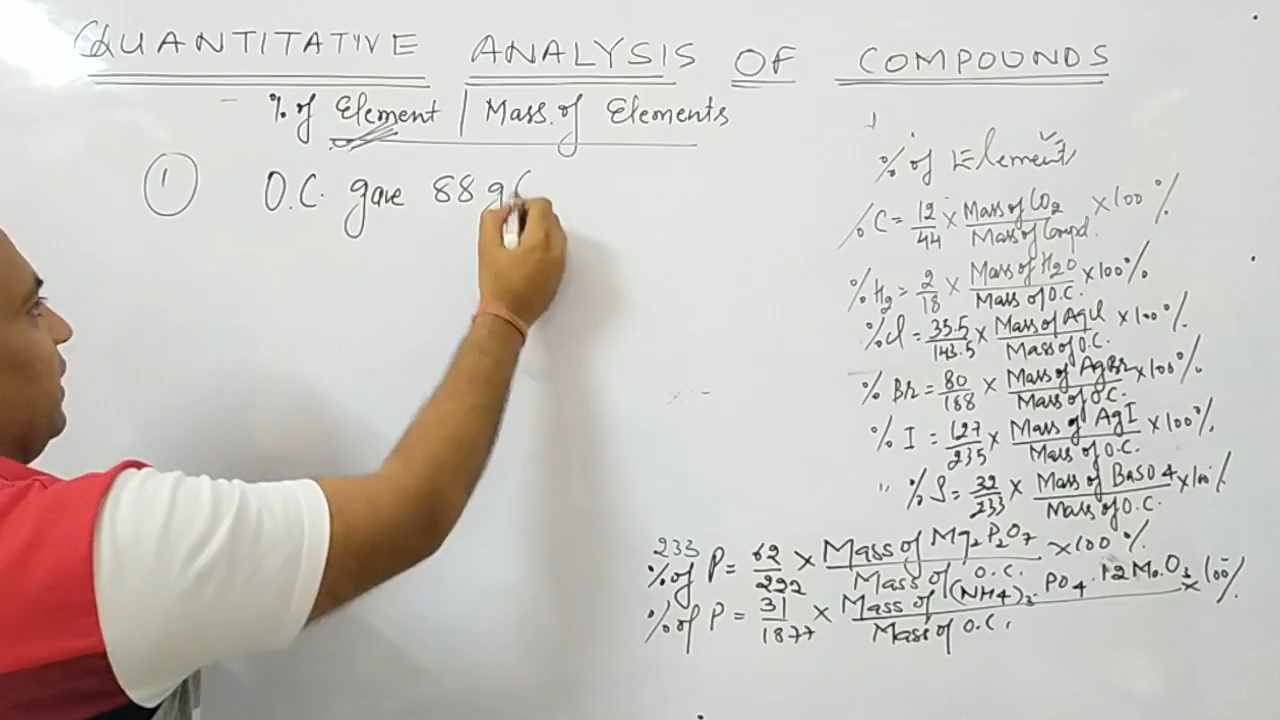 QUANTITATIVE ANALYSIS OF COMPOUNDS
% of Element | Mass. of Elements
① O.C. gave 88 g C
% of Element
% C = 12/44 × Mass of CO2/Mass of Compd. × 100 %
% H2 = 2/18 × Mass of H2O/Mass of O.C. × 100%
% Cl = 35.5/143.5 × Mass of AgCl/Mass of O.C. × 100%
% Br = 80/188 × Mass of AgBr/Mass of O.C. × 100%
% I = 127/235 × Mass of AgI/Mass of O.C. × 100%
% S = 32/233 × Mass of BaSO4/Mass of O.C. × 100%
233
% of P = 62/222 × Mass of Mg2P2O7/Mass of O.C. × 100 %
% of P = 31/1877 × Mass of (NH4)3 PO4 . 12 MoO3/Mass of O.C. × 100%